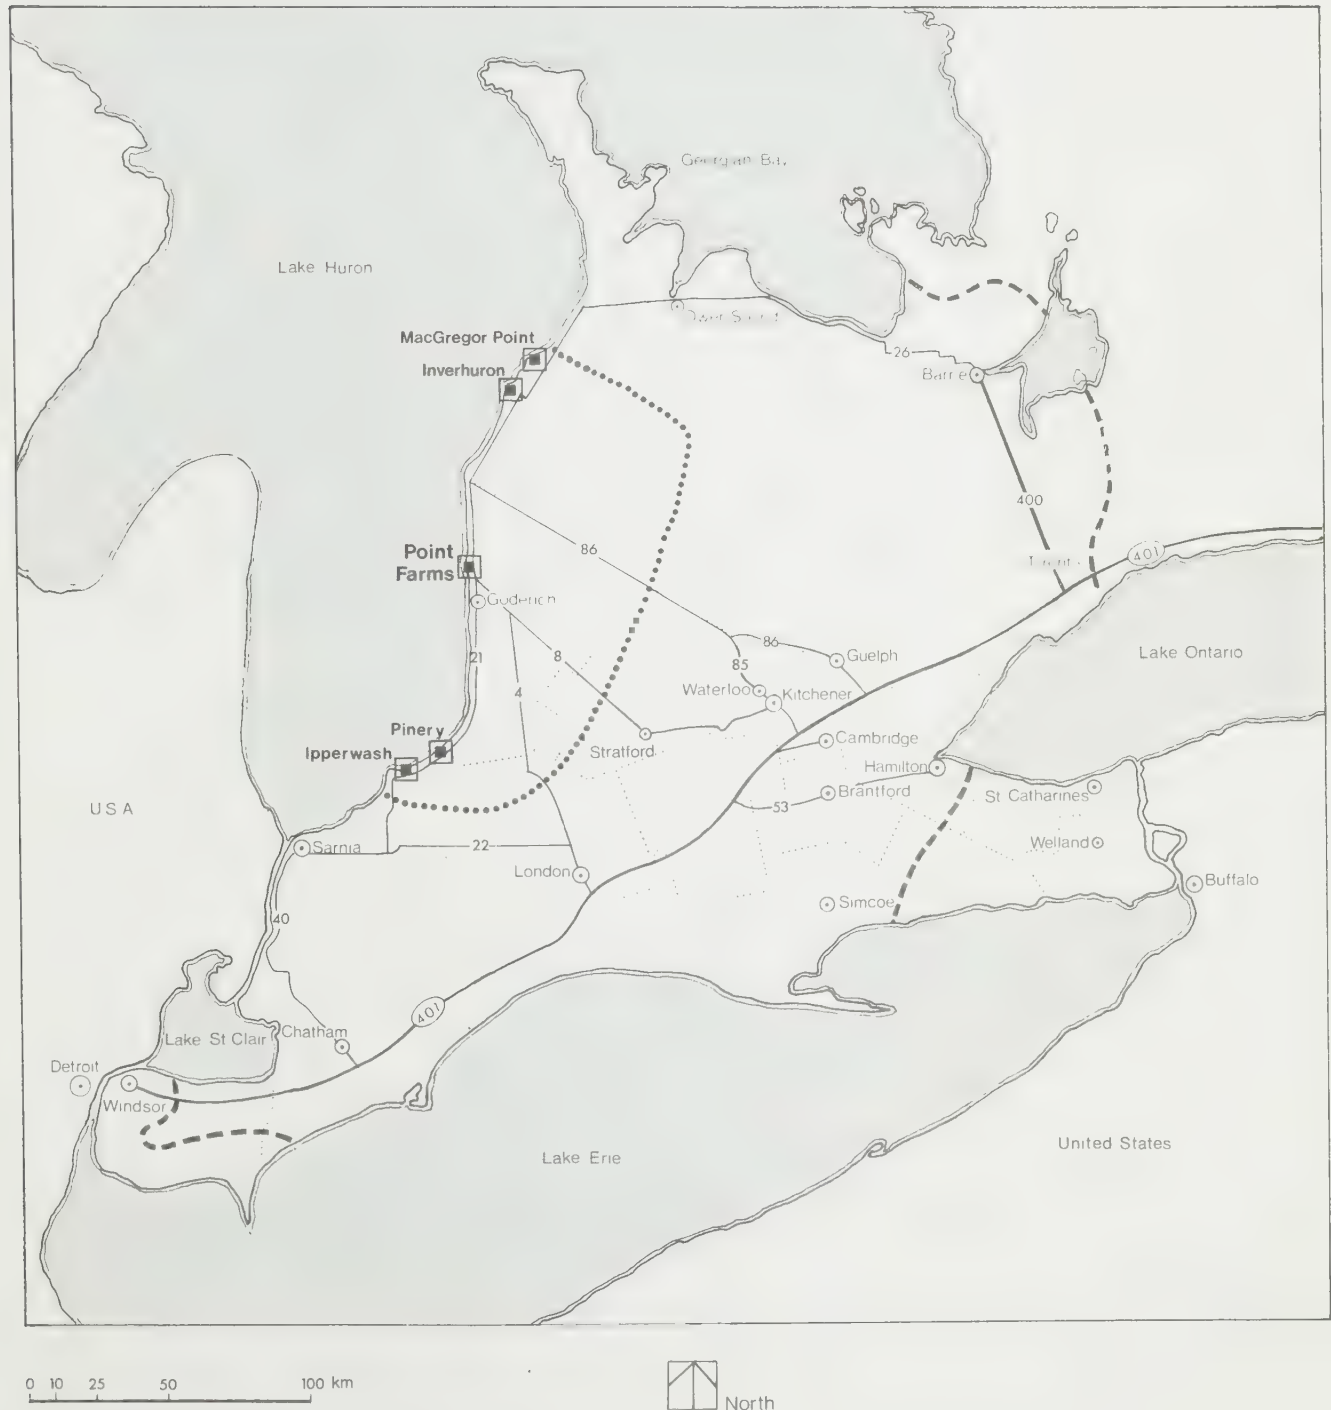 Georgian Bay
Lake Huron
MacGregor Point
Inverhuron
26
Barrie
400
Point
Farms
86
401
Goderich
21
8
4
86
85
Guelph
Lake Ontario
Waterloo
Kitchener
Pinery
Ipperwash
Stratford
Cambridge
Hamilton
USA
53
Brantford
St Catharines
Sarnia
22
Welland
London
Buffalo
Simcoe
40
401
Lake St Clair
Chatham
Detroit
Windsor
Lake Erie
United States
0 10 25 50 100 km
North